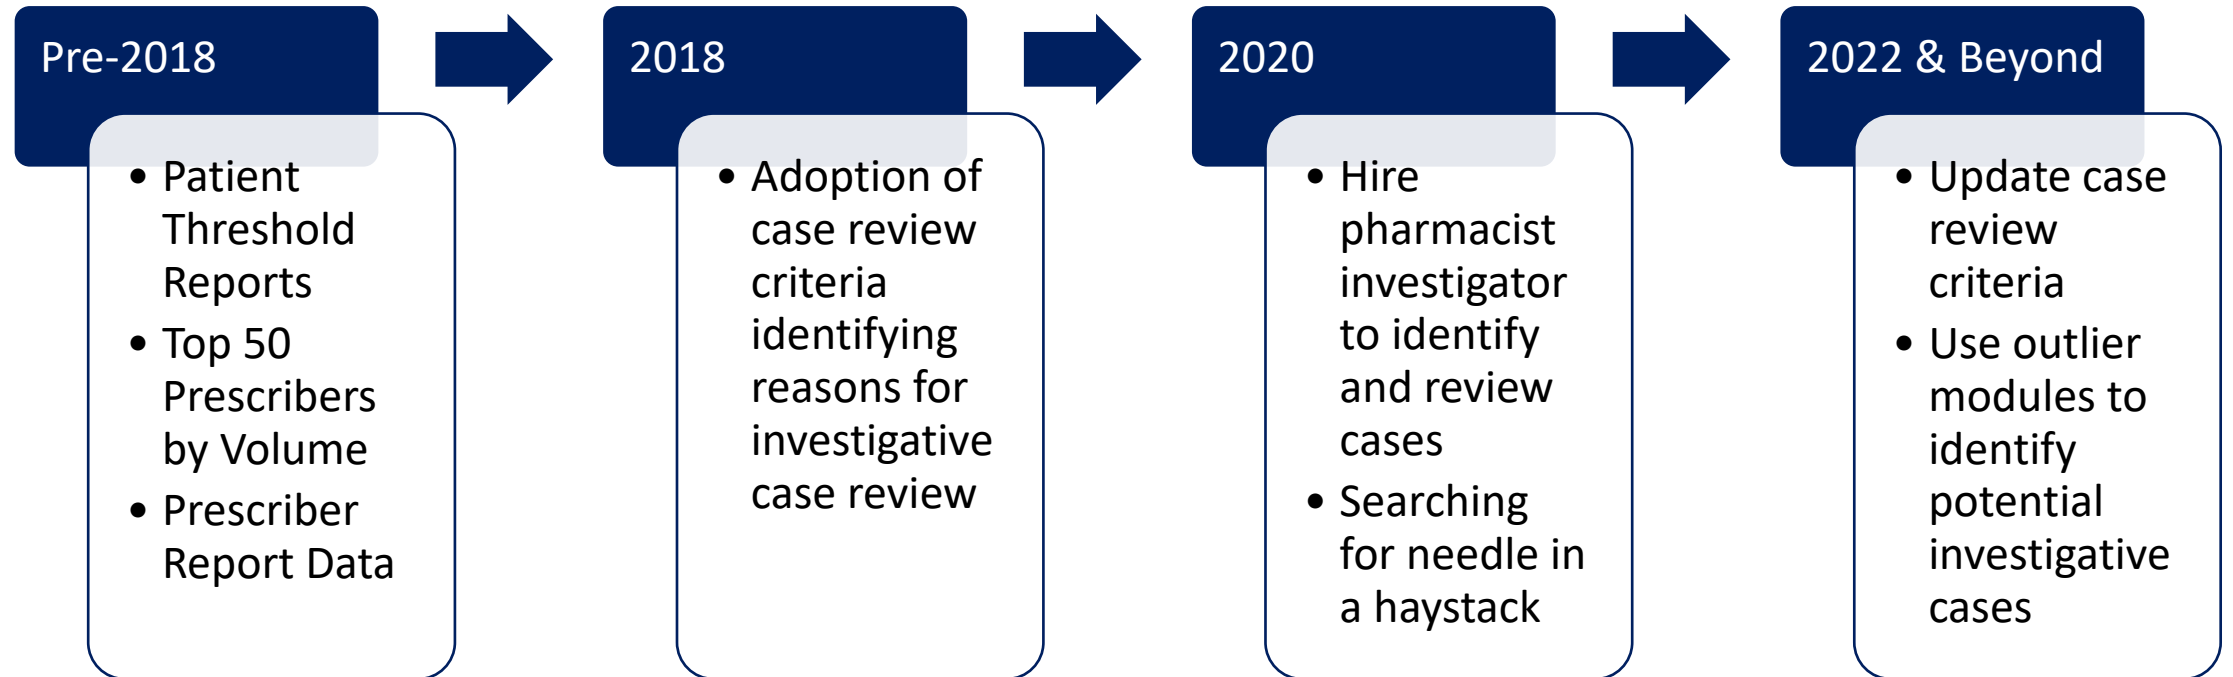 Pre-2018
• Patient
Threshold
Reports
• Top 50
Prescribers
by Volume
• Prescriber
Report Data
2018
• Adoption of
case review
criteria
identifying
reasons for
investigative
case review
2020
• Hire
pharmacist
investigator
to identify
and review
cases
• Searching
for needle in
a haystack
2022 & Beyond
• Update case
review
criteria
• Use outlier
modules to
identify
potential
investigative
cases